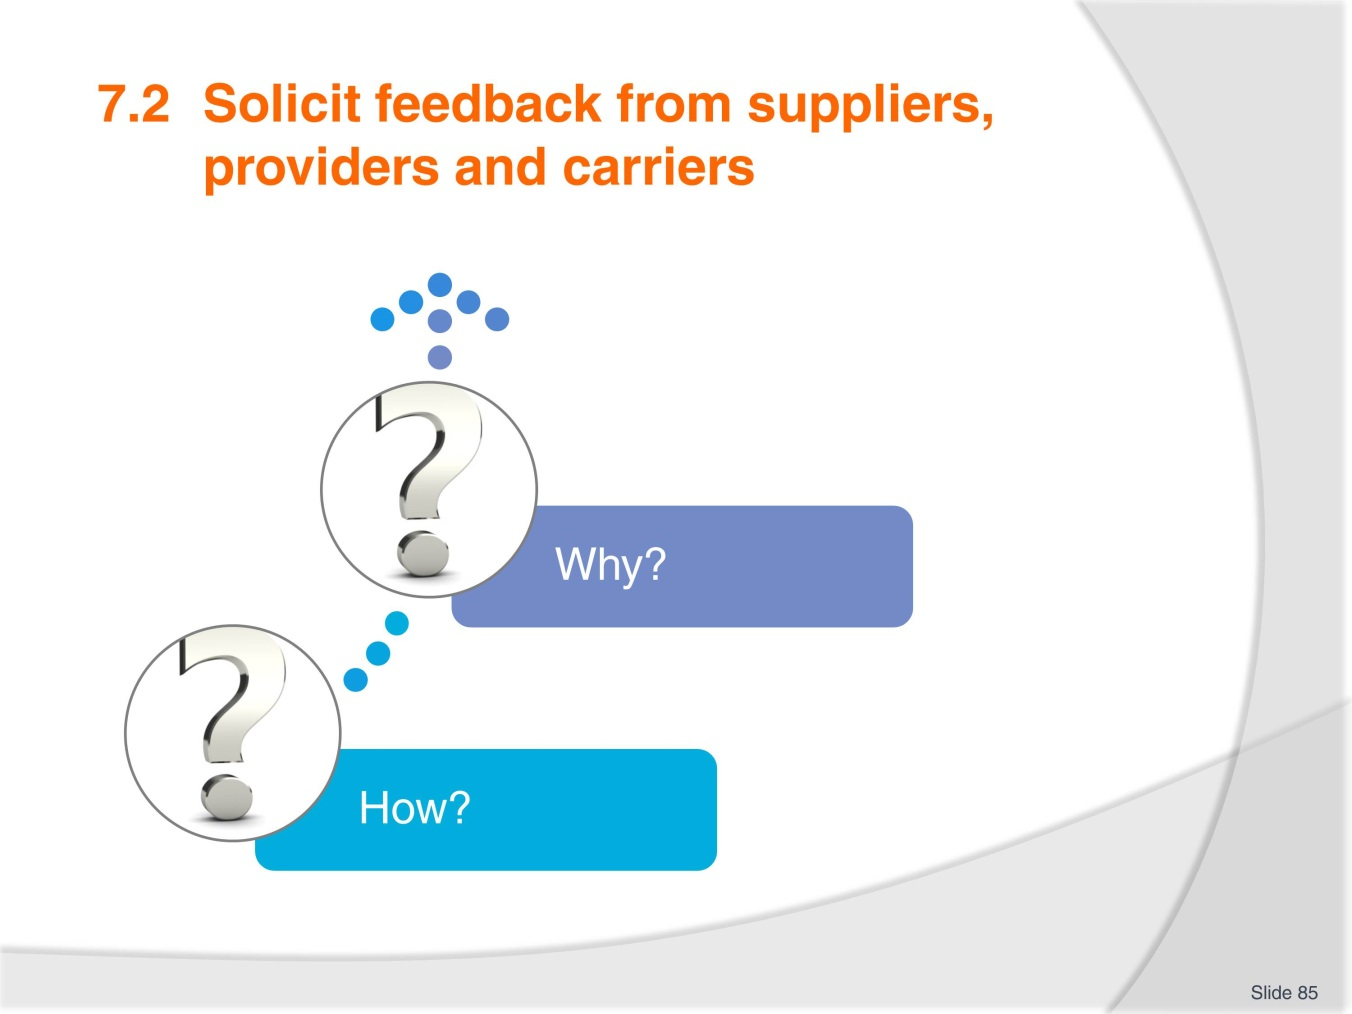 7.2 Solicit feedback from suppliers,
providers and carriers
Why?
How?
Slide 85